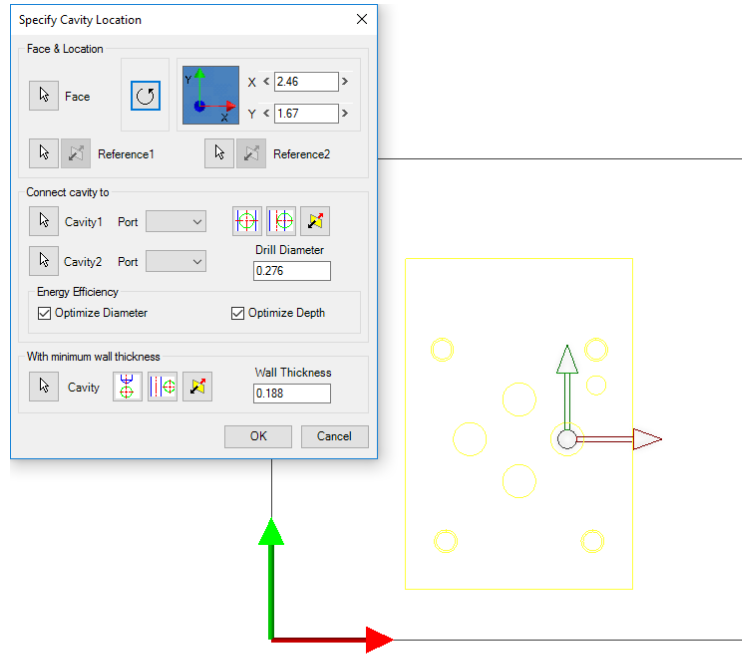 Specify Cavity Location
Face & Location
Face
Y
X
X < 2.46 >
Y < 1.67 >
Reference1
Reference2
Connect cavity to
Cavity1 Port
Cavity2 Port
Drill Diameter
0.276
Energy Efficiency
Optimize Diameter
Optimize Depth
With minimum wall thickness
Cavity
Wall Thickness
0.188
OK
Cancel